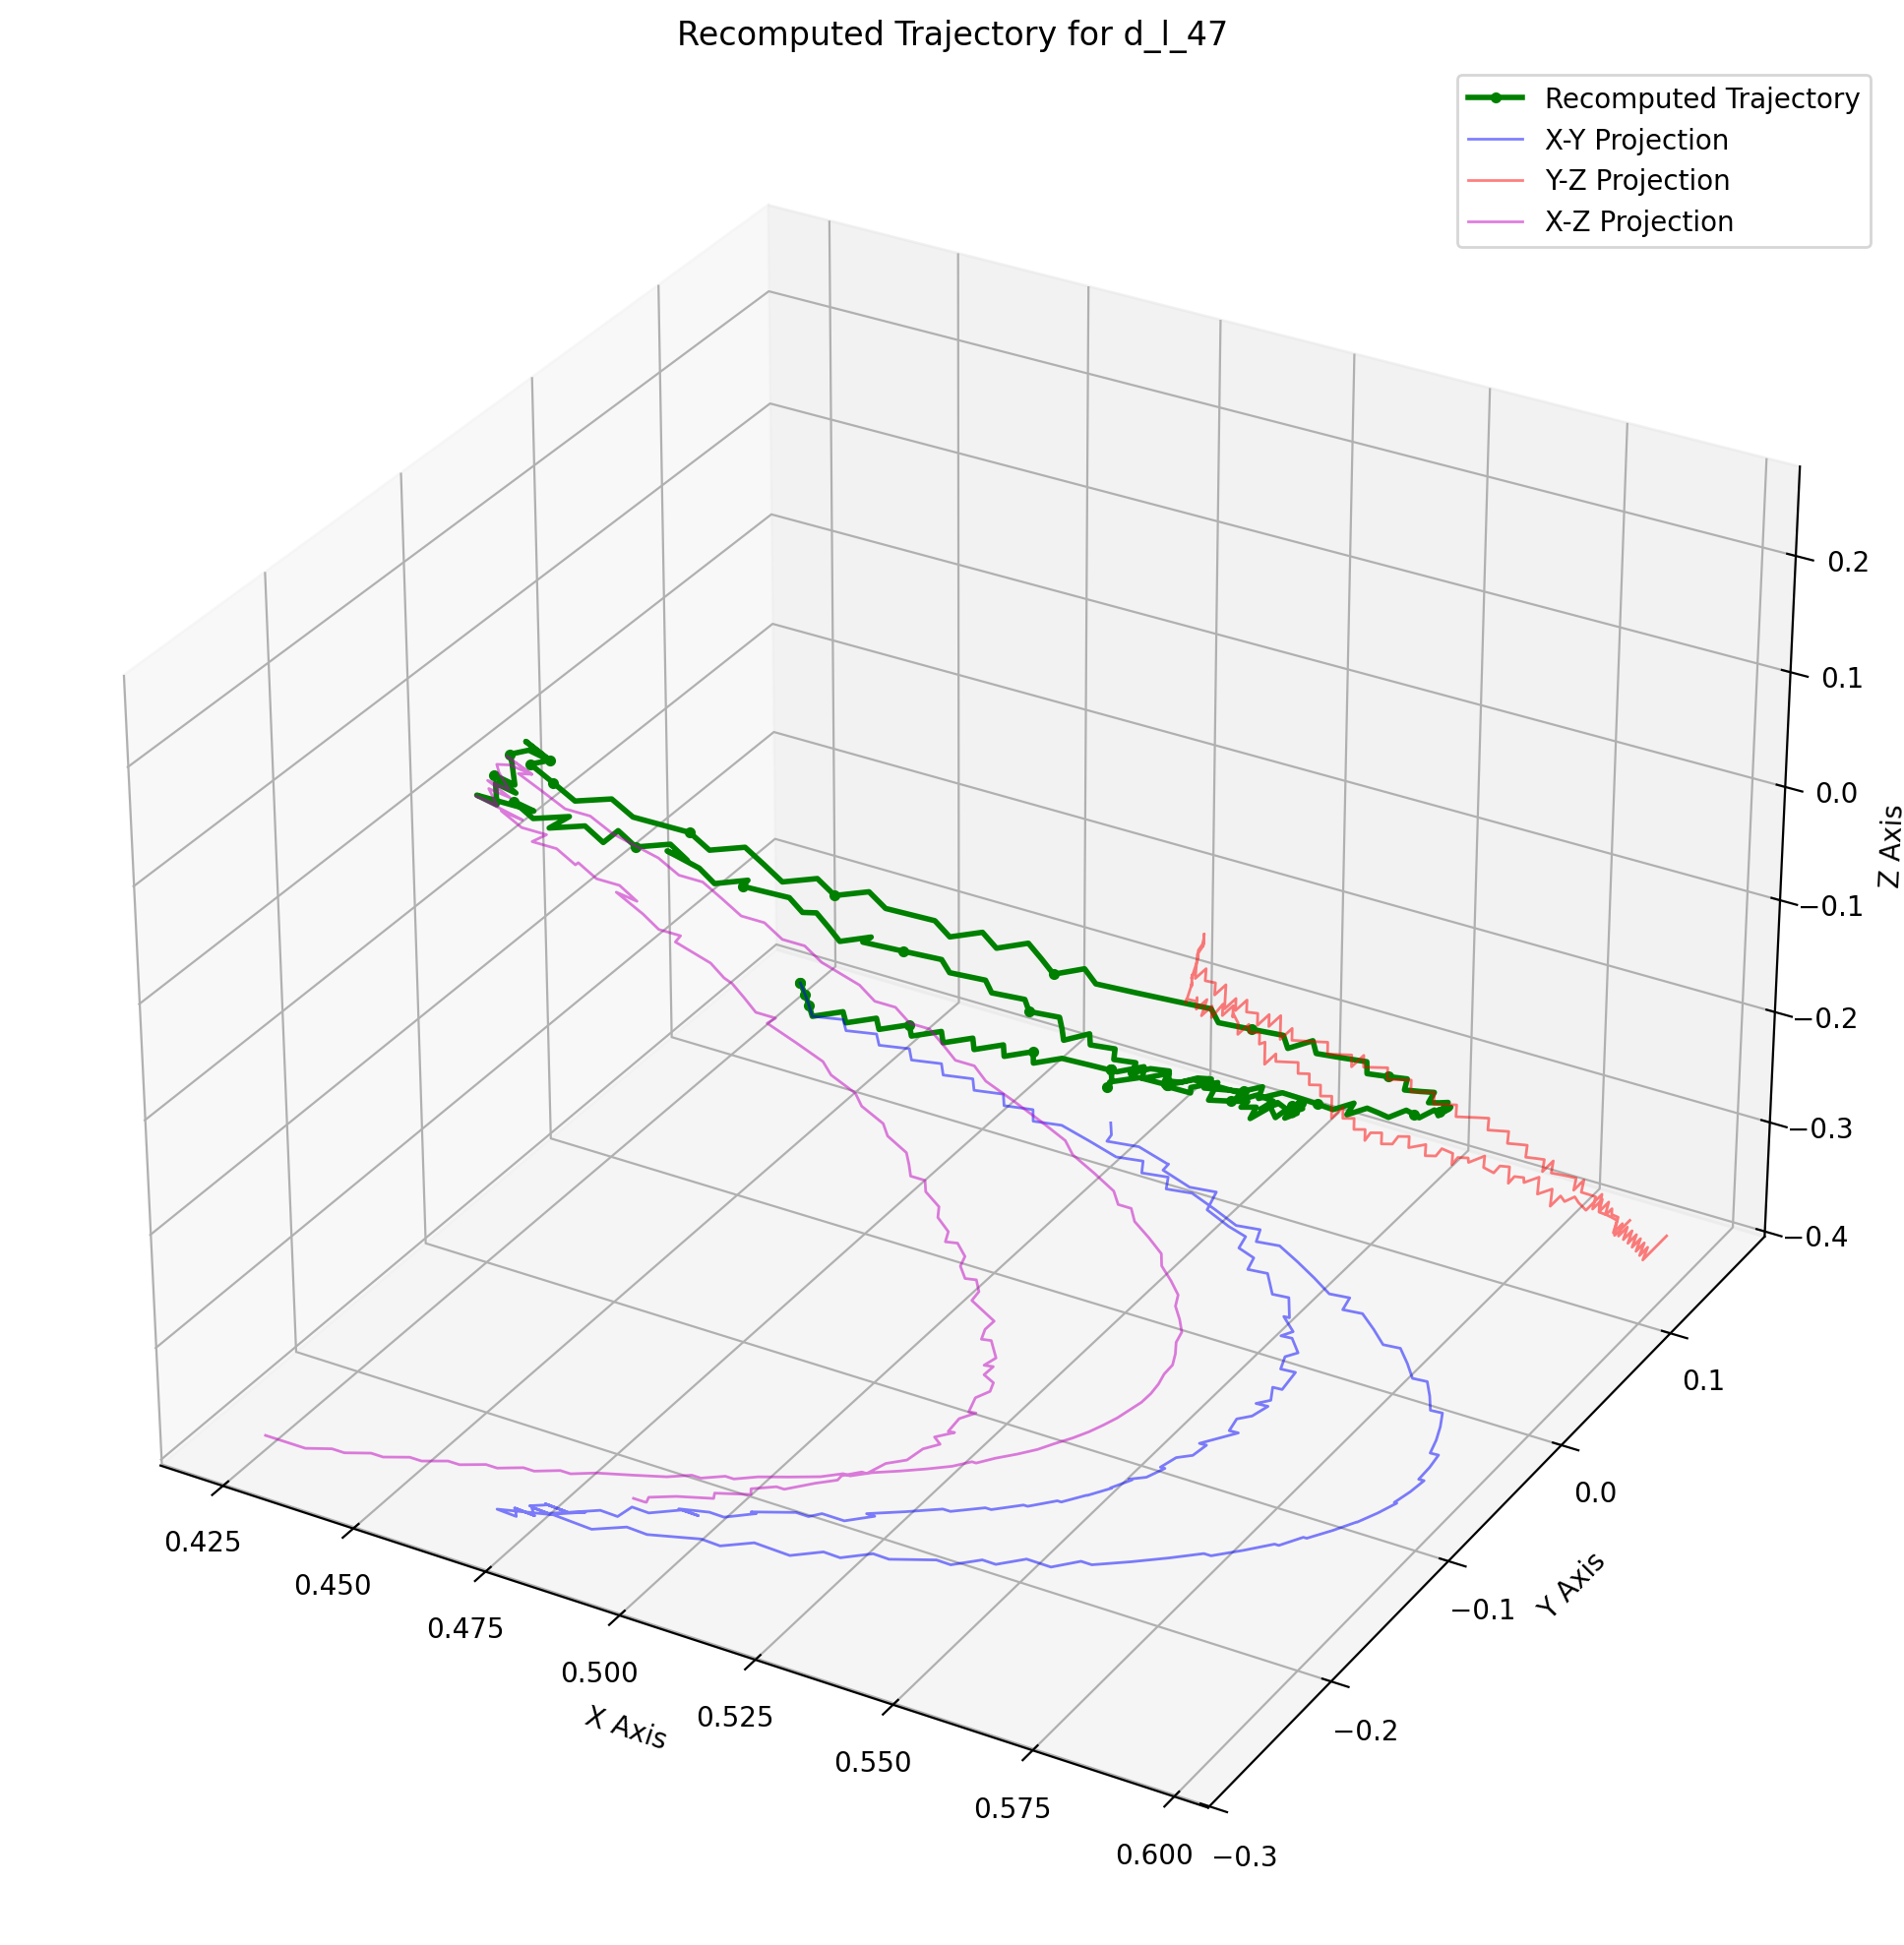 Recomputed Trajectory for d_l_47
Recomputed Trajectory
X-Y Projection
Y-Z Projection
X-Z Projection
0.2
0.1
0.0
−0.1
−0.2
−0.3
−0.4
Z Axis
0.1
0.0
−0.1
−0.2
−0.3
Y Axis
0.425
0.450
0.475
0.500
0.525
0.550
0.575
0.600
X Axis